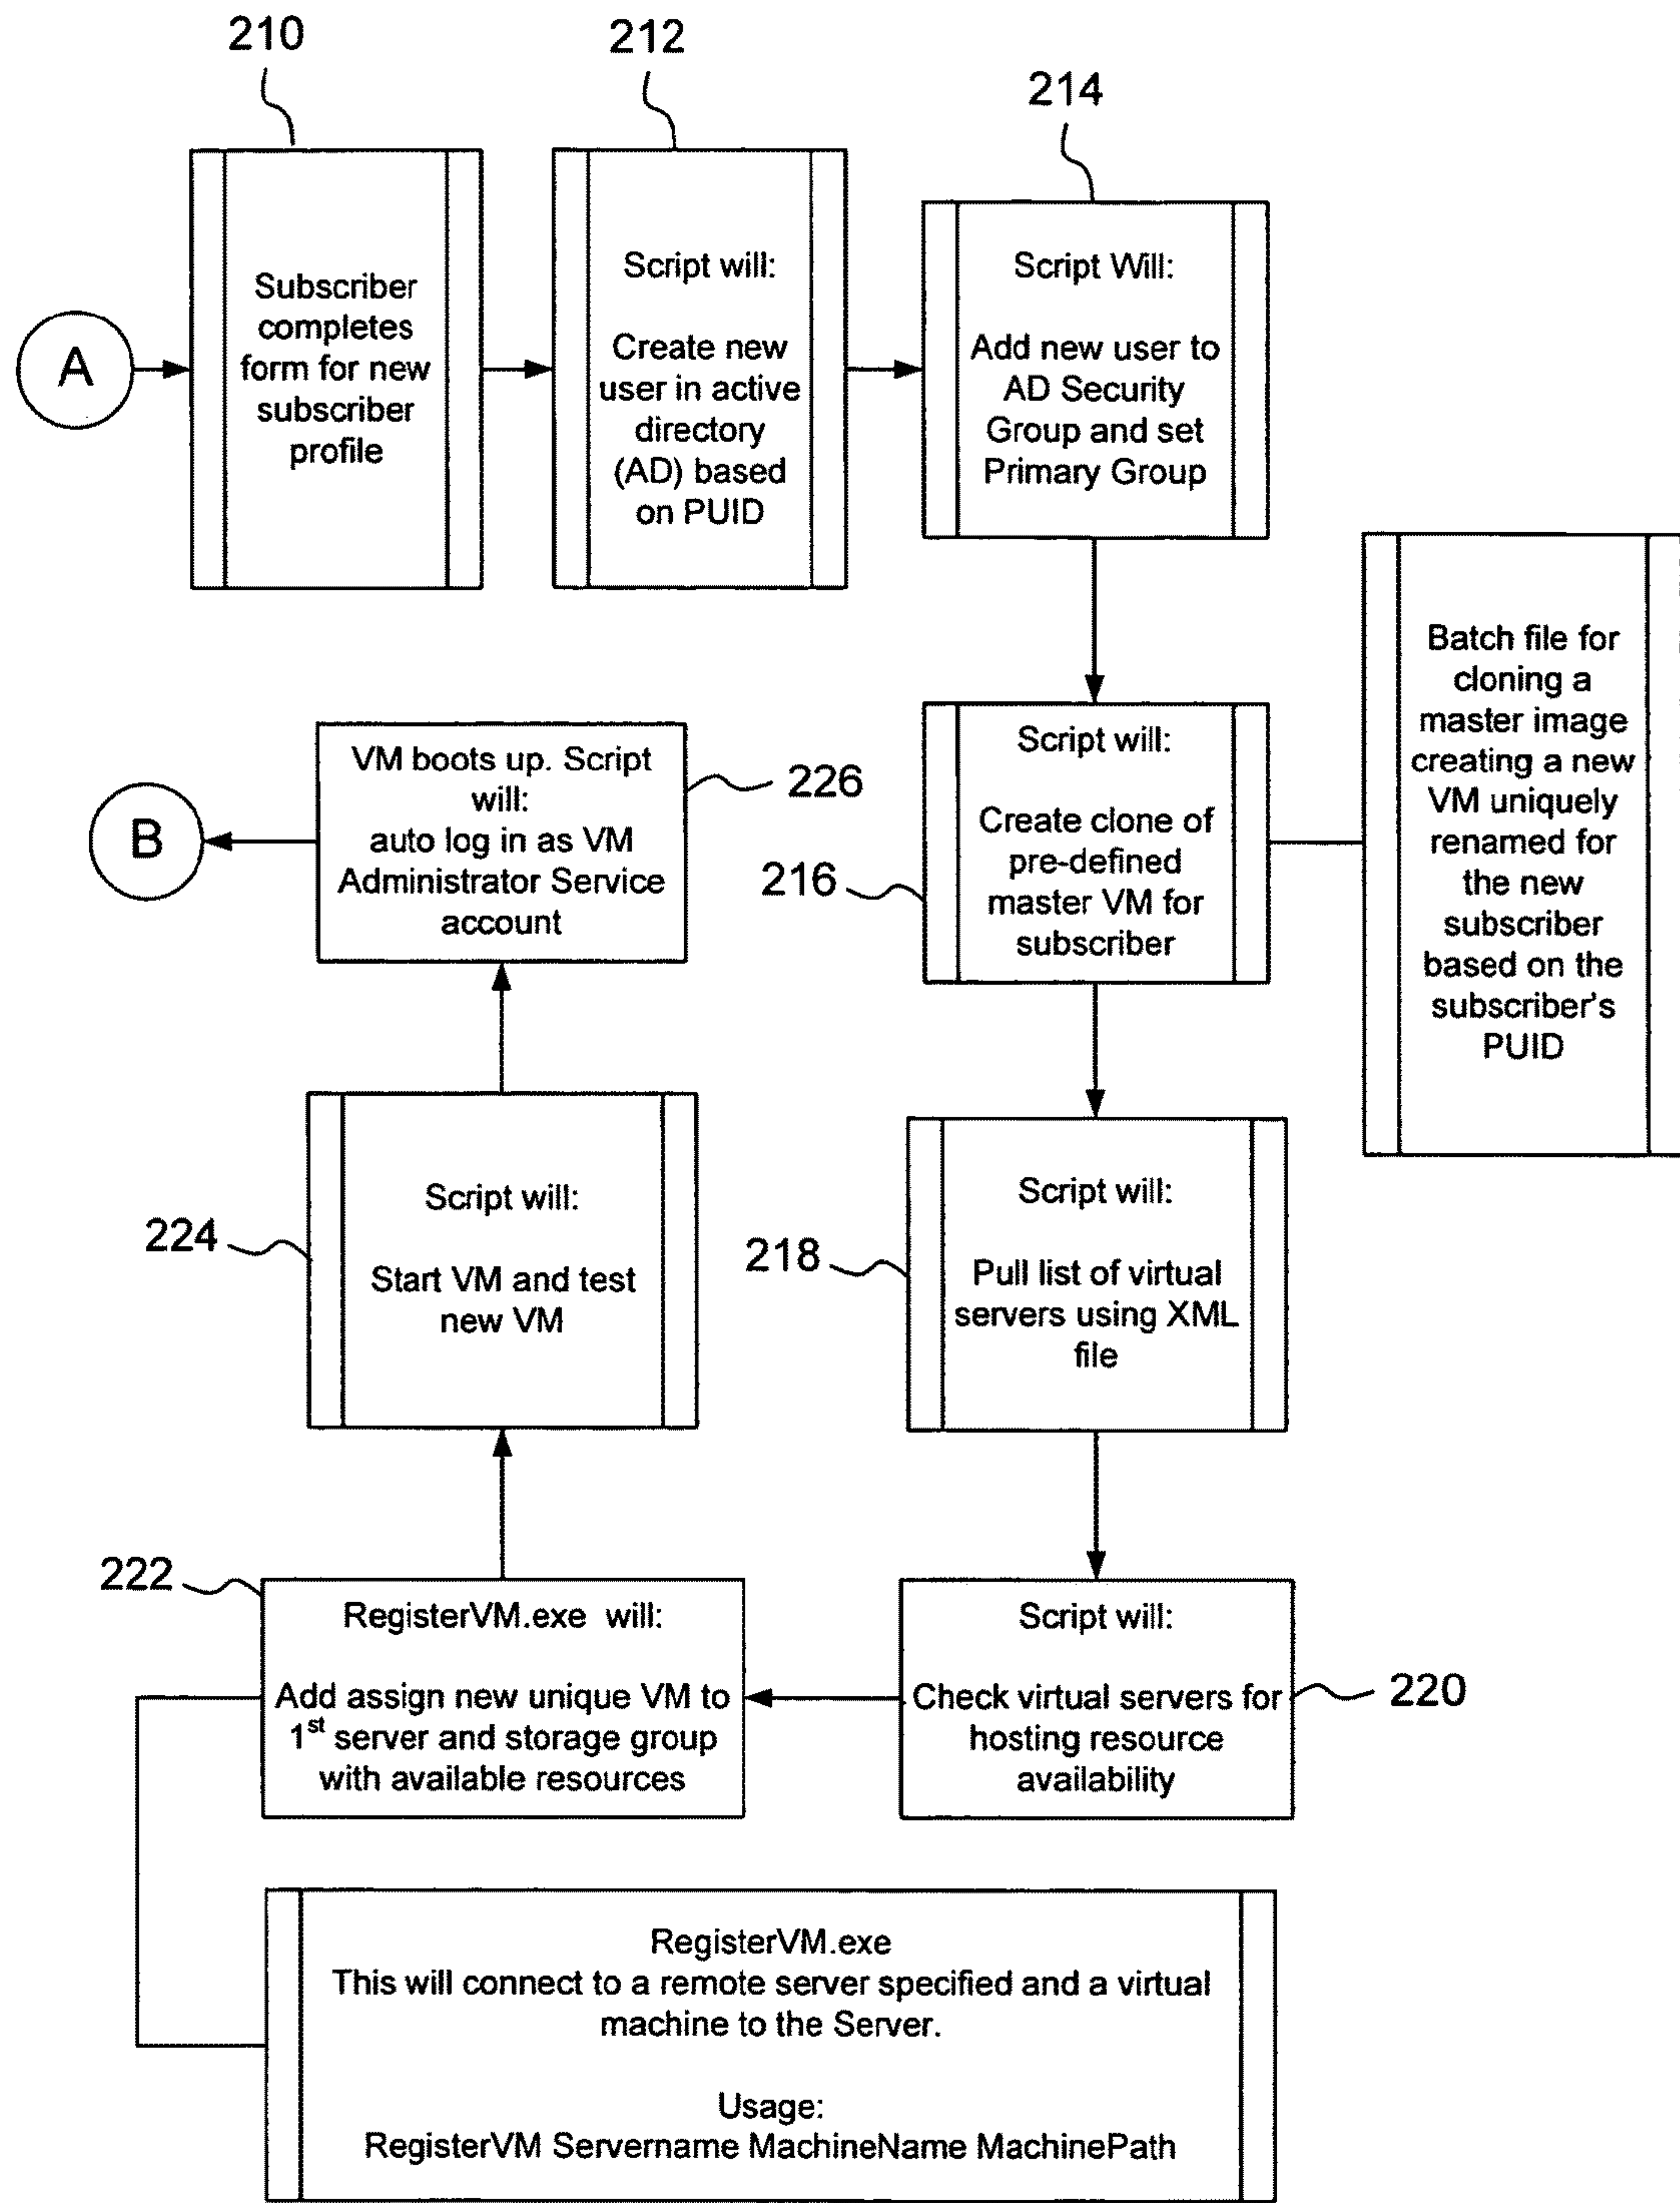 210
212
214
A
Subscriber
completes
form for new
subscriber
profile
Script will:
Create new
user in active
directory
(AD) based
on PUID
Script Will:
Add new user to
AD Security
Group and set
Primary Group
Batch file for
cloning a
master image
creating a new
VM uniquely
renamed for
the new
subscriber
based on the
subscriber's
PUID
216
Script will:
Create clone of
pre-defined
master VM for
subscriber
B
VM boots up. Script
will:
auto log in as VM
Administrator Service
account
226
224
Script will:
Start VM and test
new VM
218
Script will:
Pull list of virtual
servers using XML
file
222
RegisterVM.exe will:
Add assign new unique VM to
1st server and storage group
with available resources
Script will:
Check virtual servers for
hosting resource
availability
220
RegisterVM.exe
This will connect to a remote server specified and a virtual
machine to the Server.
Usage:
RegisterVM Servername MachineName MachinePath